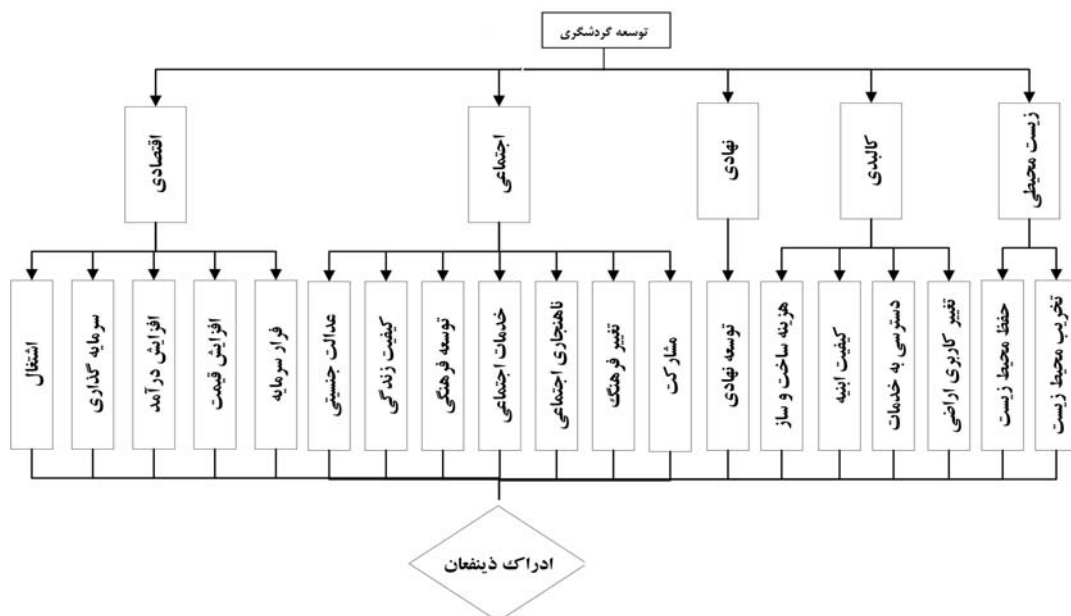 توسعه گردشگری
زیست محیطی
کالبدی
نهادی
اجتماعی
اقتصادی
تخریب محیط زیست
حفظ محیط زیست
تغییر کاربری اراضی
دسترسی به خدمات
کیفیت ابنیه
هزینه ساخت و ساز
توسعه نهادی
مشارکت
تغییر فرهنگ
ناهنجاری اجتماعی
خدمات اجتماعی
توسعه فرهنگی
کیفیت زندگی
عدالت جنسیتی
فرار سرمایه
افزایش قیمت
افزایش درآمد
سرمایه گذاری
اشتغال
ادراک ذینفعان